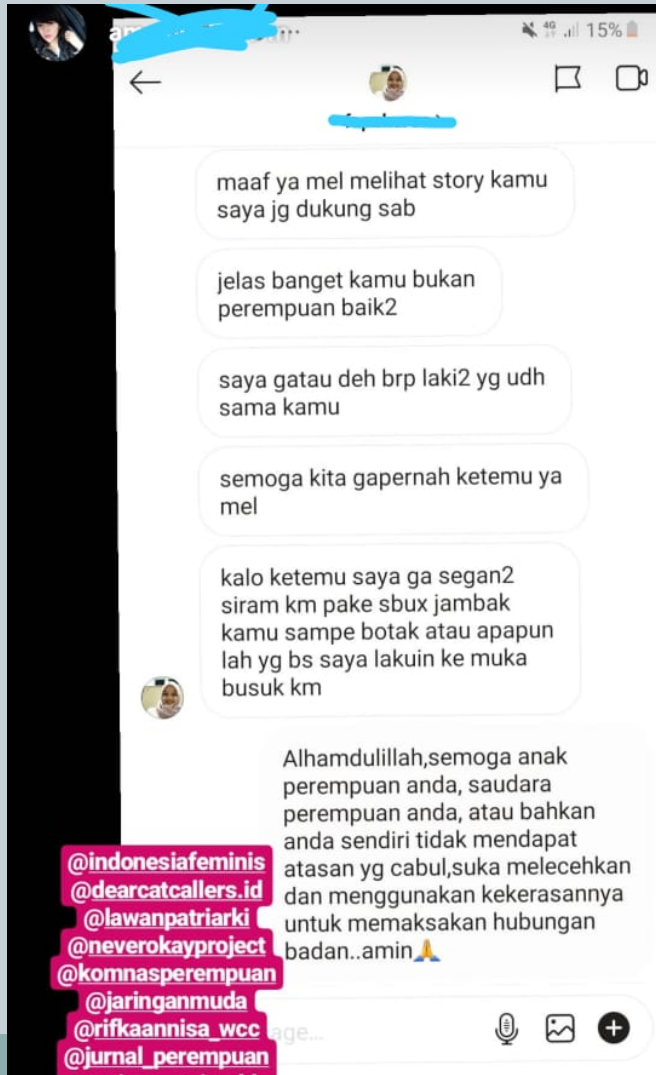 4G 15%
maaf ya mel melihat story kamu
saya jg dukung sab
jelas banget kamu bukan
perempuan baik2
saya gatau deh brp laki2 yg udh
sama kamu
semoga kita gapernah ketemu ya
mel
kalo ketemu saya ga segan2
siram km pake sbux jambak
kamu sampe botak atau apapun
lah yg bs saya lakuin ke muka
busuk km
Alhamdulillah,semoga anak
perempuan anda, saudara
perempuan anda, atau bahkan
anda sendiri tidak mendapat
atasan yg cabul,suka melecehkan
dan menggunakan kekerasannya
untuk memaksakan hubungan
badan..amin🙏
@indonesiafeminis
@dearcatcallers.id
@lawanpatriarki
@neverokayproject
@komnasperempuan
@jaringanmuda
@rifkaannisa_wcc
@jurnal_perempuan